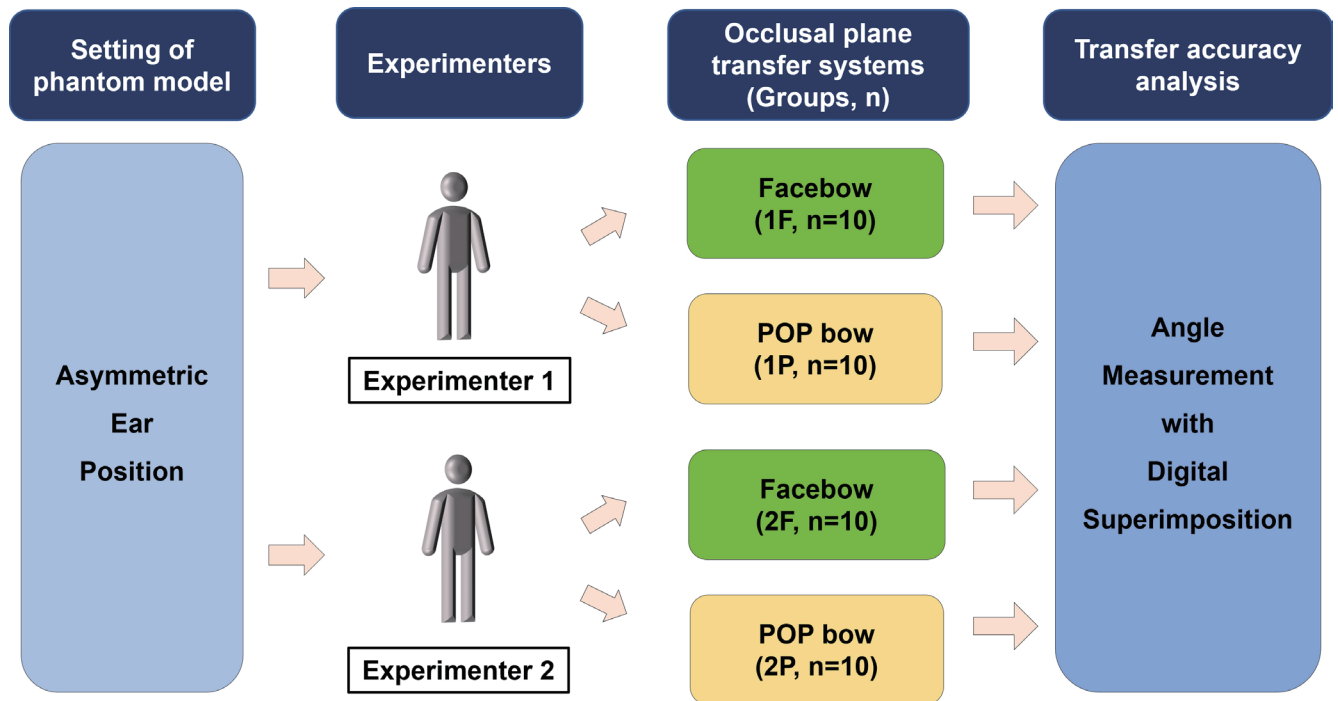 Setting of
phantom model
Experimenters
Occlusal plane
transfer systems
(Groups, n)
Transfer accuracy
analysis
Asymmetric
Ear
Position
Experimenter 1
Experimenter 2
Facebow
(1F, n=10)
POP bow
(1P, n=10)
Facebow
(2F, n=10)
POP bow
(2P, n=10)
Angle
Measurement
with
Digital
Superimposition